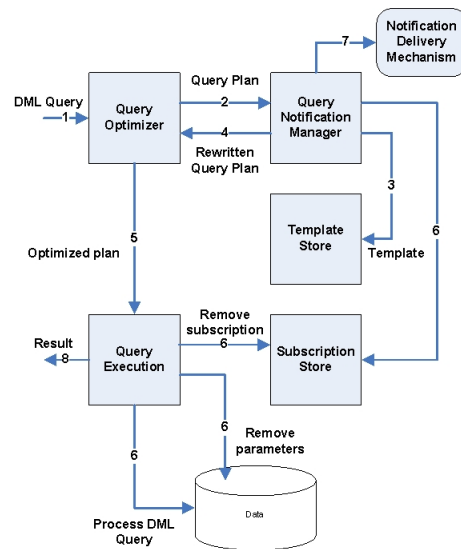 Notification
Delivery
Mechanism
7
DML Query
1
Query
Optimizer
Query Plan
2
4
Rewritten
Query Plan
Query
Notification
Manager
3
6
Template
Store
Template
5
Optimized plan
Result
8
Query
Execution
Remove
subscription
6
Subscription
Store
6
Remove
parameters
6
Process DML
Query
Data